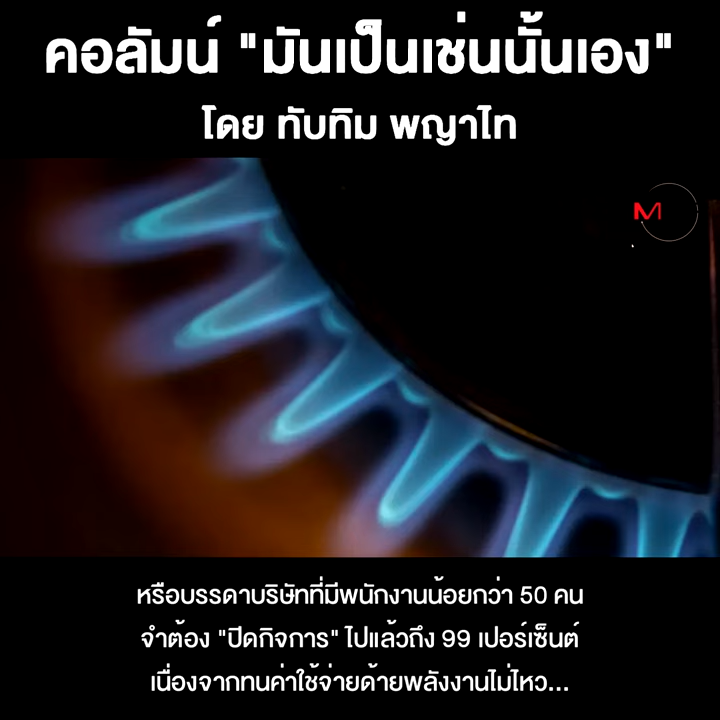 คอลัมน์ "มันเป็นเช่นนั้นเอง"
โดย ทับทิม พญาไท
M
หรือบรรดาบริษัทที่มีพนักงานน้อยกว่า 50 คน
จำต้อง "ปิดกิจการ" ไปแล้วถึง 99 เปอร์เซ็นต์
เนื่องจากทนค่าใช้จ่ายด้ายพลังงานไม่ไหว...